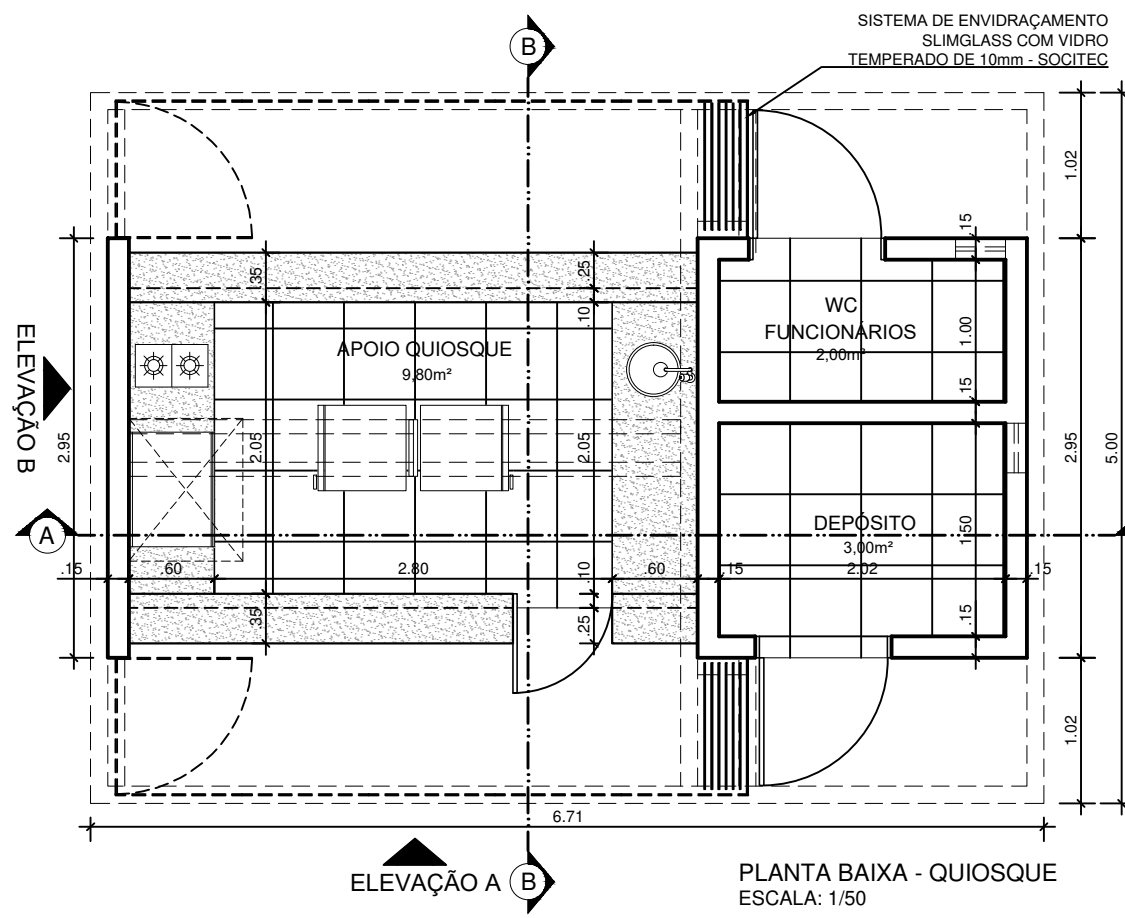 SISTEMA DE ENVIDRAÇAMENTO
SLIMGLASS COM VIDRO
TEMPERADO DE 10mm - SOCITEC
B
1.02
.15
.35
.25
.10
WC
FUNCIONÁRIOS
2,00m²
1.00
APOIO QUIOSQUE
9,80m²
ELEVAÇÃO B
2.95
.15
2.05
2.05
2.95
5.00
A
DEPÓSITO
3,00m²
1.50
.15
.60
2.80
.10
.60
.15
2.02
.15
.35
.25
.15
1.02
6.71
ELEVAÇÃO A
B
PLANTA BAIXA - QUIOSQUE
ESCALA: 1/50